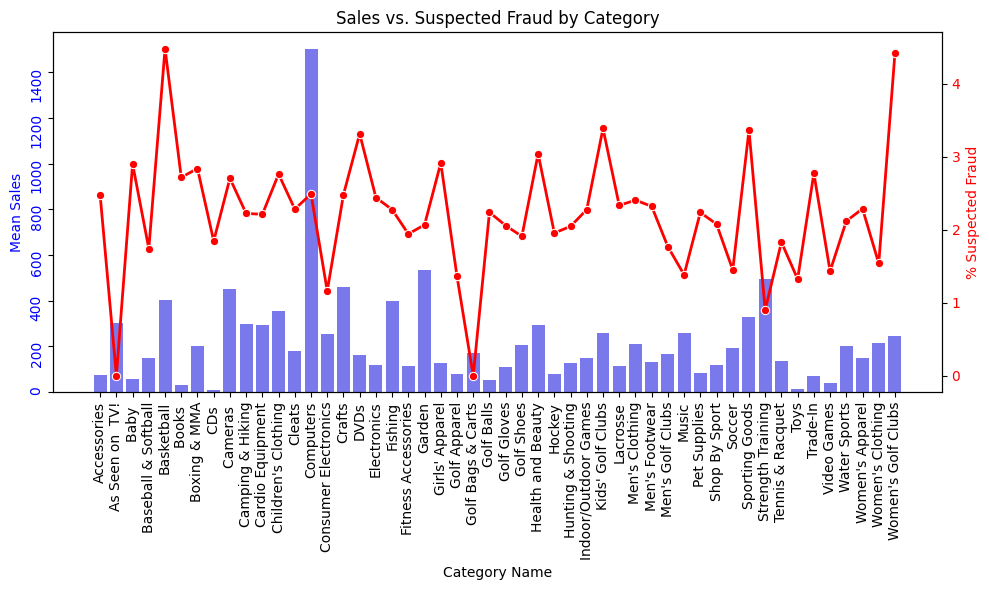 Sales vs. Suspected Fraud by Category
Mean Sales
1400
1200
1000
800
600
400
200
0
% Suspected Fraud
4
3
2
1
0
Accessories
As Seen on  TV!
Baby
Baseball & Softball
Basketball
Books
Boxing & MMA
CDs
Cameras
Camping & Hiking
Cardio Equipment
Children's Clothing
Cleats
Computers
Consumer Electronics
Crafts
DVDs
Electronics
Fishing
Fitness Accessories
Garden
Girls' Apparel
Golf Apparel
Golf Bags & Carts
Golf Balls
Golf Gloves
Golf Shoes
Health and Beauty
Hockey
Hunting & Shooting
Indoor/Outdoor Games
Kids' Golf Clubs
Lacrosse
Men's Clothing
Men's Footwear
Men's Golf Clubs
Music
Pet Supplies
Shop By Sport
Soccer
Sporting Goods
Strength Training
Tennis & Racquet
Toys
Trade-In
Video Games
Water Sports
Women's Apparel
Women's Clothing
Women's Golf Clubs
Category Name